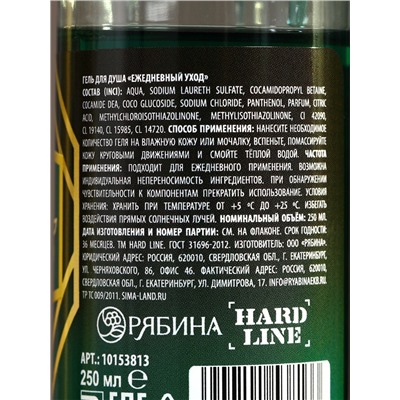 ГЕЛЬ ДЛЯ ДУША «ЕЖЕДНЕВНЫЙ УХОД»
СОСТАВ (INCI): AQUA, SODIUM LAURETH SULFATE, COCAMIDOPROPYL BETAINE,
COCAMIDE DEA, COCO GLUCOSIDE, SODIUM CHLORIDE, PANTHENOL, PARFUM, CITRIC
ACID, METHYLCHLOROISOTHIAZOLINONE, METHYLISOTHIAZOLINONE, CI 42090,
CL 19140, CL 15985, CL 14720. СПОСОБ ПРИМЕНЕНИЯ: НАНЕСИТЕ НЕОБХОДИМОЕ
КОЛИЧЕСТВО ГЕЛЯ НА ВЛАЖНУЮ КОЖУ ИЛИ МОЧАЛКУ, ВСПЕНЬТЕ, ПОМАССИРУЙТЕ
КОЖУ КРУГОВЫМИ ДВИЖЕНИЯМИ И СМОЙТЕ ТЁПЛОЙ ВОДОЙ. ЧАСТОТА
ПРИМЕНЕНИЯ: ПОДХОДИТ ДЛЯ ЕЖЕДНЕВНОГО ПРИМЕНЕНИЯ. ВОЗМОЖНА
ИНДИВИДУАЛЬНАЯ НЕПЕРЕНОСИМОСТЬ ИНГРЕДИЕНТОВ. ПРИ ОБНАРУЖЕНИИ
ЧУВСТВИТЕЛЬНОСТИ К КОМПОНЕНТАМ ПРЕКРАТИТЬ ИСПОЛЬЗОВАНИЕ. УСЛОВИЯ
ХРАНЕНИЯ: ХРАНИТЬ ПРИ ТЕМПЕРАТУРЕ ОТ +5 ºC ДО +25 ºC. ИЗБЕГАТЬ
ВОЗДЕЙСТВИЯ ПРЯМЫХ СОЛНЕЧНЫХ ЛУЧЕЙ. НОМИНАЛЬНЫЙ ОБЪЁМ: 250 МЛ.
ДАТА ИЗГОТОВЛЕНИЯ И НОМЕР ПАРТИИ: СМ. НА ФЛАКОНЕ. СРОК ГОДНОСТИ:
36 МЕСЯЦЕВ. ТМ HARD LINE. ГОСТ 31696-2012. ИЗГОТОВИТЕЛЬ: ООО «РЯБИНА».
ЮРИДИЧЕСКИЙ АДРЕС: РОССИЯ, 620010, СВЕРДЛОВСКАЯ ОБЛ., Г. ЕКАТЕРИНБУРГ,
УЛ. ЧЕРНЯХОВСКОГО, 86, ОФИС 46. ФАКТИЧЕСКИЙ АДРЕС: РОССИЯ, 620010,
СВЕРДЛОВСКАЯ ОБЛ., Г. ЕКАТЕРИНБУРГ, УЛ. ДИМИТРОВА, 17. INFO@RYABINAEKB.RU
ТР ТС 009/2011. SIMA-LAND.RU
РЯБИНА
HARD
LINE
АРТ.: 10153813
250 МЛ е